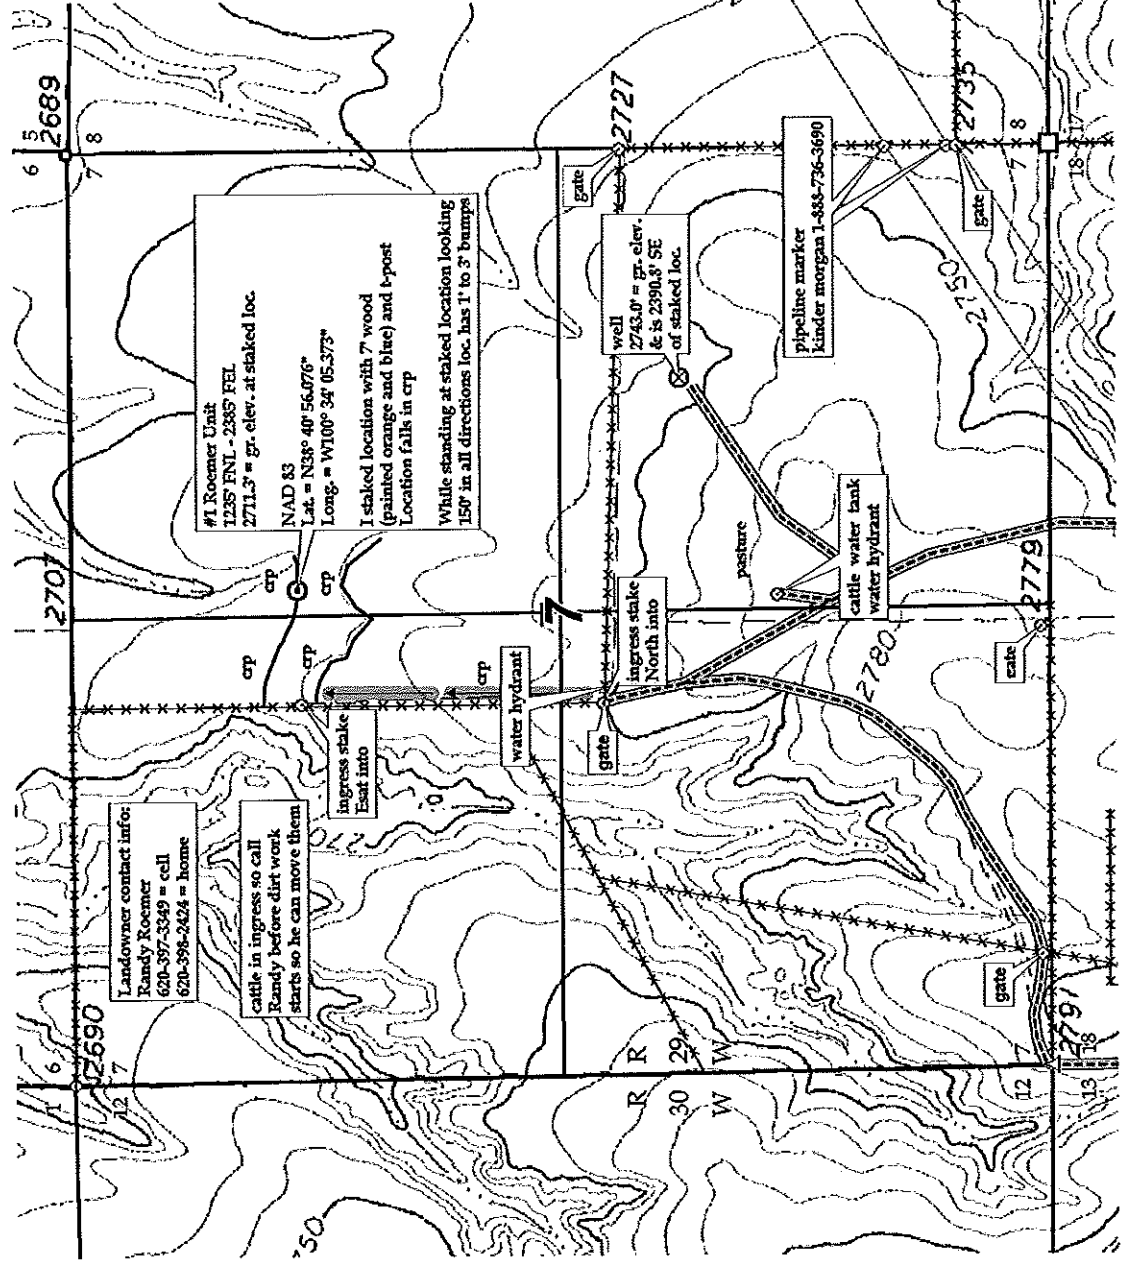 1
6
2690
12
7
2707
6
5
2689
7
8
Landowner contact info:
Randy Roemer
620-397-3349 = cell
620-398-2424 = home
#1 Roemer Unit
1235' FNL - 2385' FEL
2711.3' = gr. elev. at staked loc.
NAD 83
Lat. = N38° 40' 56.076"
Long. = W100° 34' 05.373"
I staked location with 7' wood
(painted orange and blue) and t-post
Location falls in crp
While standing at staked location looking
150' in all directions loc. has 1' to 3' bumps
cattle in ingress so call
Randy before dirt work
starts so he can move them
crp
crp
crp
crp
ingress stake
Esat into
crp
water hydrant
7
gate
gate
2727
ingress stake
North into
well
2743.0' = gr. elev.
& is 2390.8' SE
of staked loc.
R
R
30
29
W
W
pasture
pipeline marker
kinder morgan 1-888-736-3690
cattle water tank
water hydrant
2780
2750
2735
gate
gate
gate
2779
12
7
2791
13
18
7
8
18
17